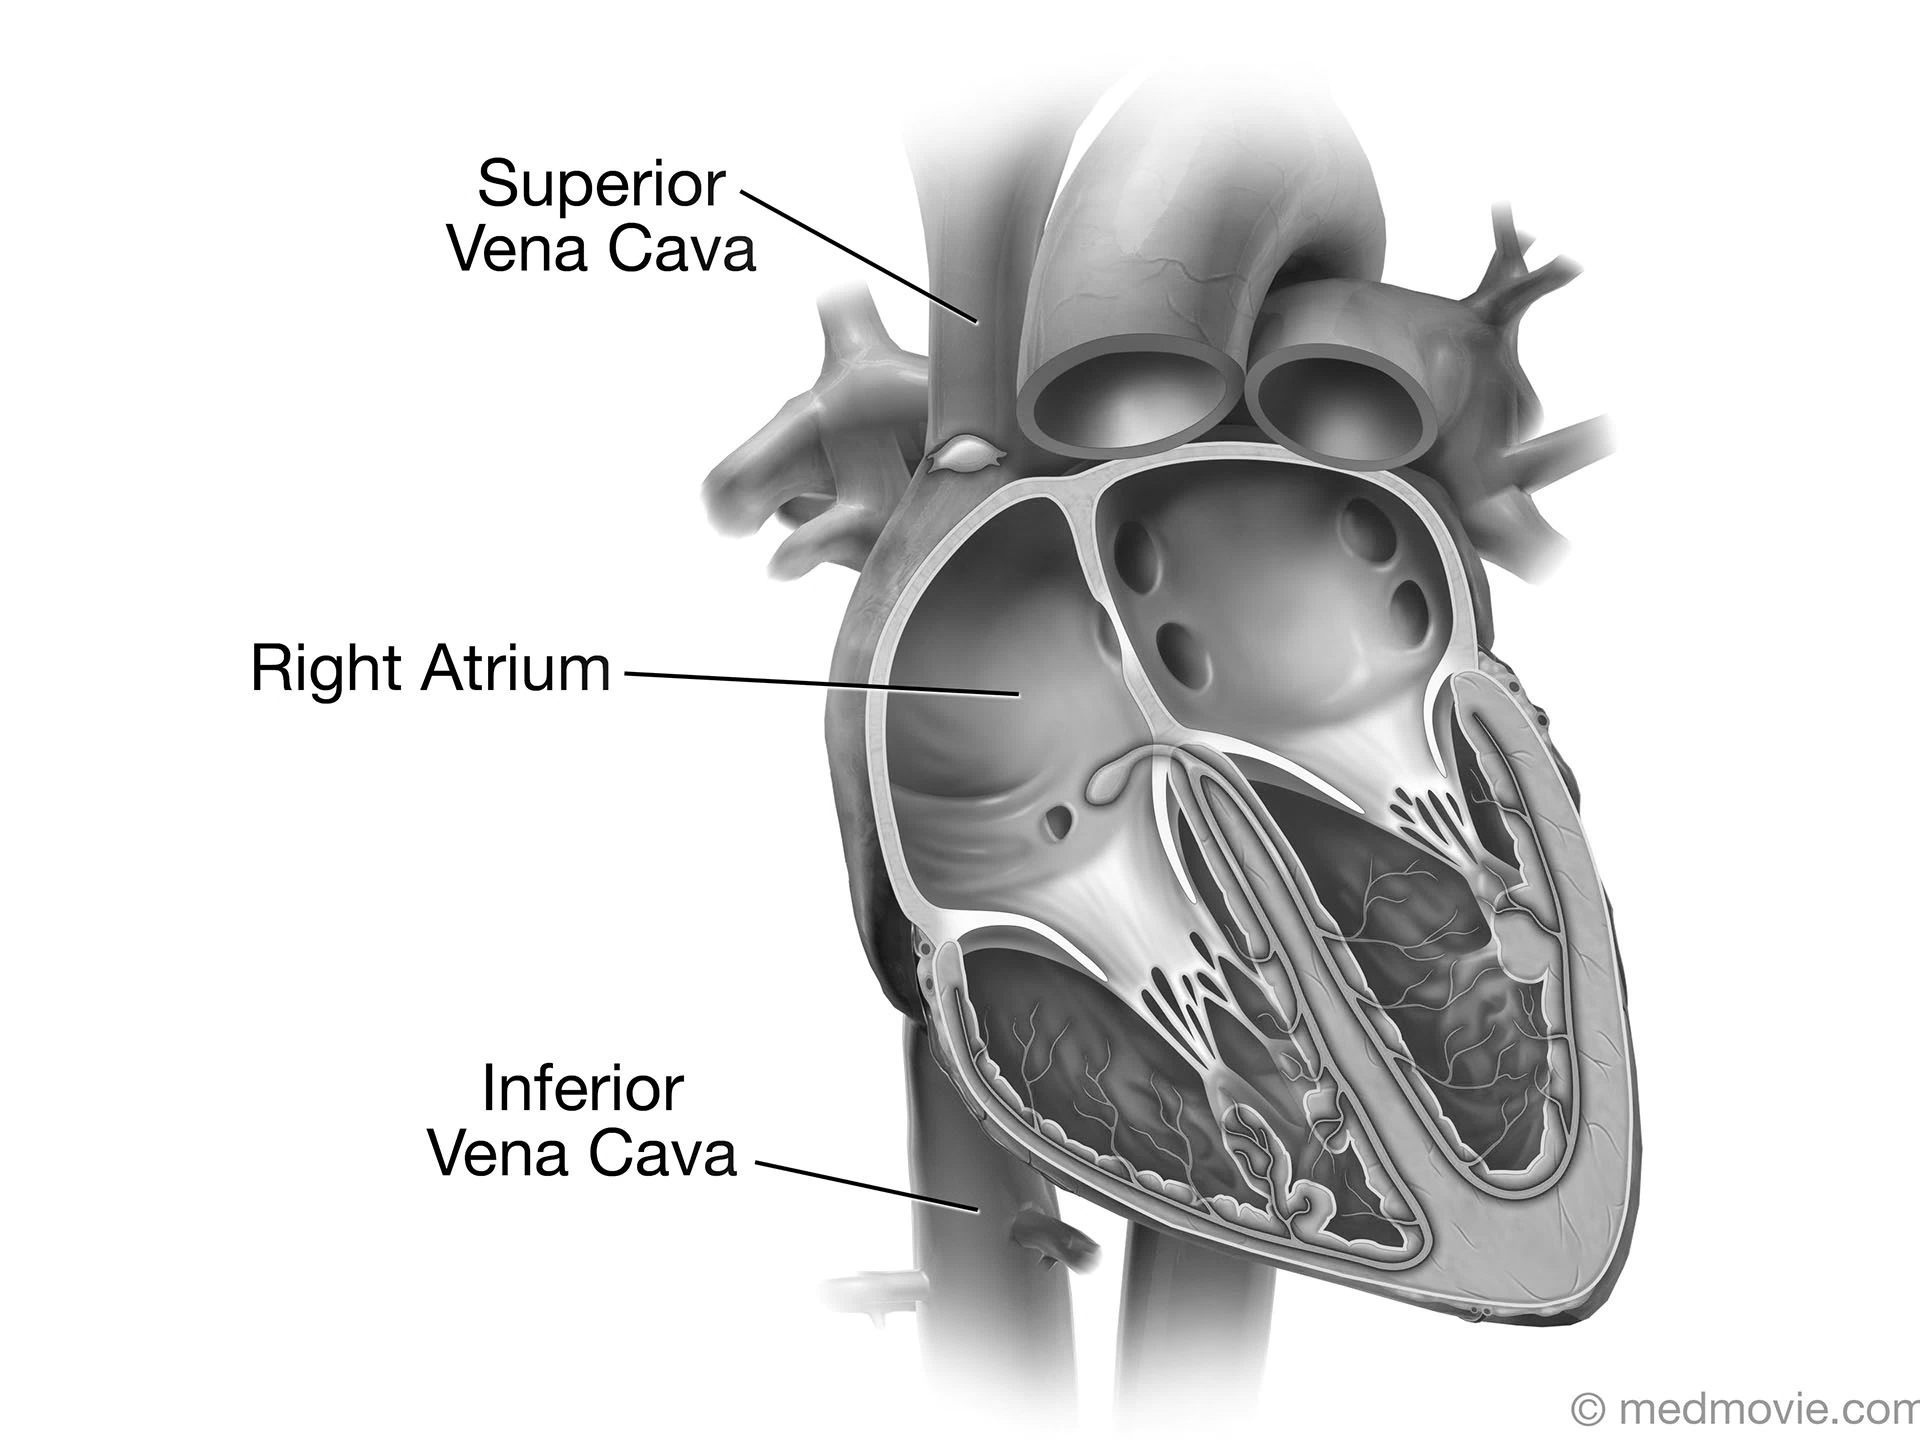 Superior
Vena Cava
Right Atrium
Inferior
Vena Cava
© medmovie.com